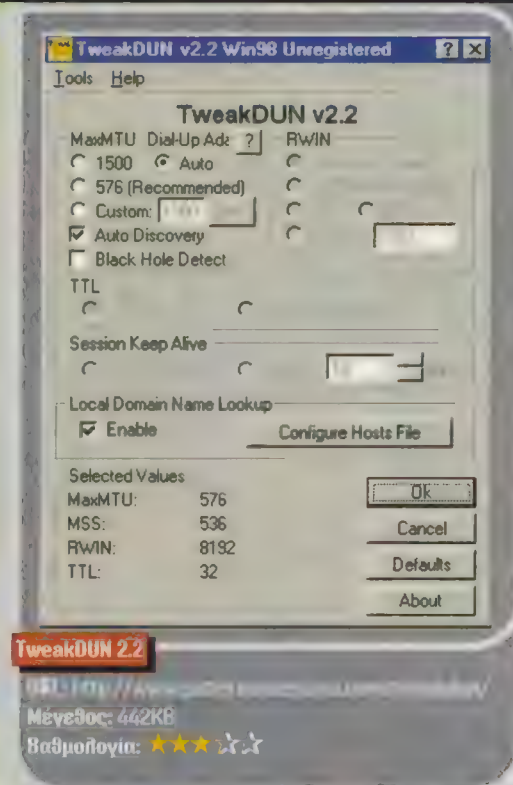 TweakDUN v2.2 Win98 Unregistered
Tools Help
TweakDUN v2.2
MaxMTU Dial-Up Ada ? RWIN
1500 Auto
576 (Recommended)
Custom:
Auto Discovery
Black Hole Detect
TTL
Session Keep Alive
Local Domain Name Lookup
Enable Configure Hosts File
Selected Values
MaxMTU: 576
MSS: 536
RWIN: 8192
TTL: 32
Ok
Cancel
Defaults
About
TweakDUN 2.2
Μέγεθος: 442KB
Βαθμολογία: